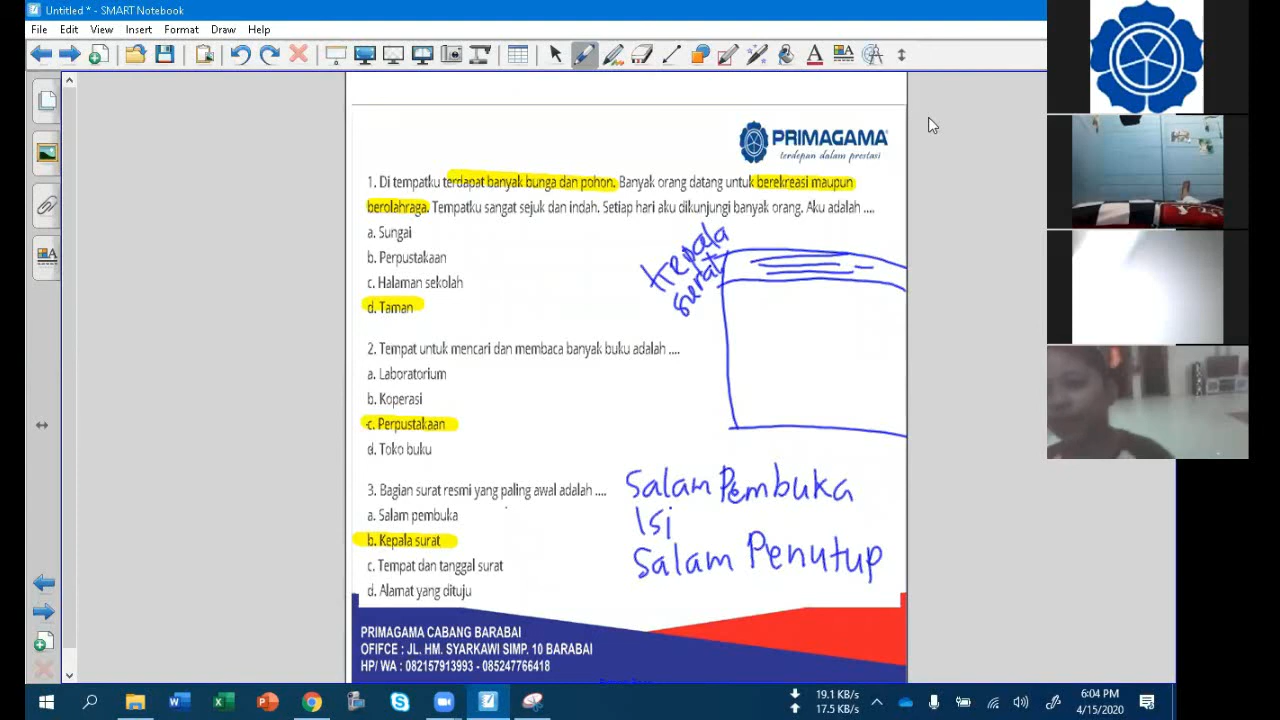 Untitled * - SMART Notebook
File Edit View Insert Format Draw Help
PRIMAGAMA
terdepan dalam prestasi
1. Di tempatku terdapat banyak bunga dan pohon. Banyak orang datang untuk berekreasi maupun
berolahraga. Tempatku sangat sejuk dan indah. Setiap hari aku dikunjungi banyak orang. Aku adalah ....
a. Sungai
b. Perpustakaan
c. Halaman sekolah
d. Taman
Kepala
surat
2. Tempat untuk mencari dan membaca banyak buku adalah ....
a. Laboratorium
b. Koperasi
c. Perpustakaan
d. Toko buku
3. Bagian surat resmi yang paling awal adalah ....
a. Salam pembuka
b. Kepala surat
c. Tempat dan tanggal surat
d. Alamat yang dituju
Salam Pembuka
Isi
Salam Penutup
PRIMAGAMA CABANG BARABAI
OFIFCE : JL. HM. SYARKAWI SIMP. 10 BARABAI
HP/ WA : 082157913993 - 085247766418
19.1 KB/s
17.5 KB/s
6:04 PM
4/15/2020